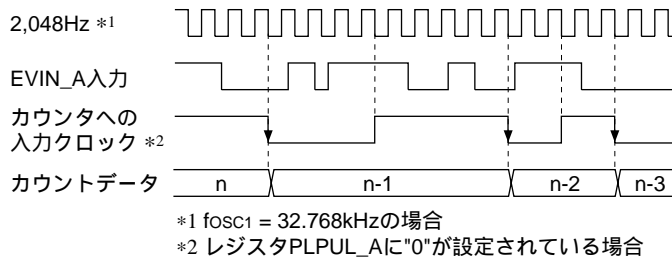 2,048Hz *1
EVIN_A入力
カウンタへの
入力クロック *2
カウントデータ n n-1 n-2 n-3
*1 fOSC1 = 32.768kHzの場合
*2 レジスタPLPUL_Aに"0"が設定されている場合